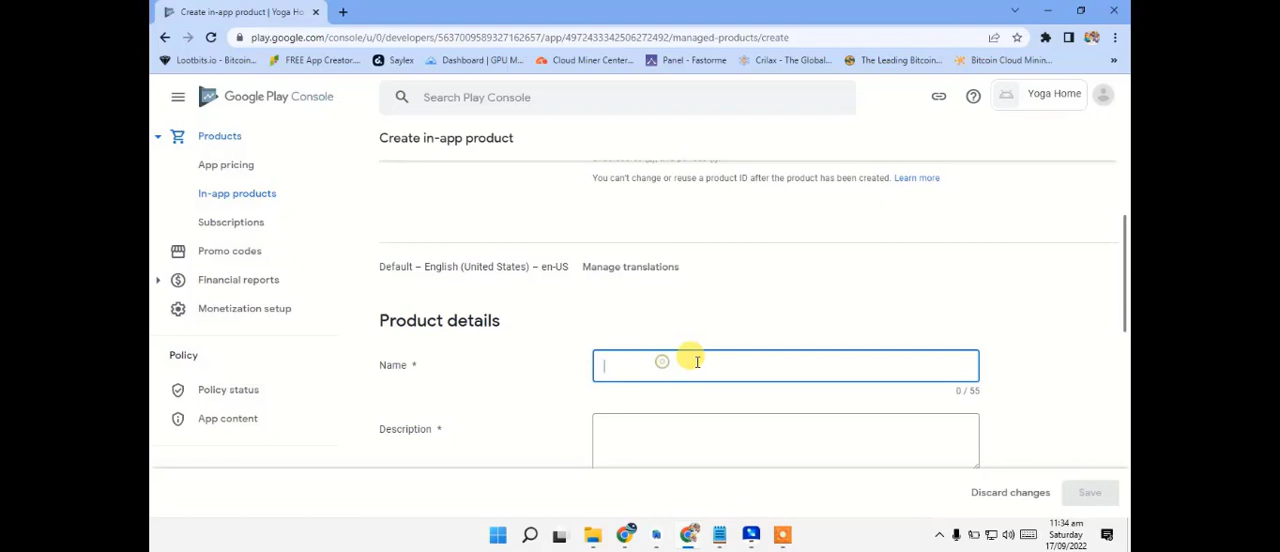 Create in-app product | Yoga Ho
play.google.com/console/u/0/developers/5637009589327162657/app/4972433342506272492/managed-products/create
Lootbits.io - Bitcoin... FREE App Creator... Saylex Dashboard | GPU M... Cloud Miner Center... Panel - Fastorme Crilax — The Global... The Leading Bitcoin... Bitcoin Cloud Minin... »
Google Play Console
Search Play Console
Yoga Home
Products
App pricing
In-app products
Subscriptions
Promo codes
Financial reports
Monetization setup
Policy
Policy status
App content
Create in-app product
You can't change or reuse a product ID after the product has been created. Learn more
Default – English (United States) – en-US Manage translations
Product details
Name *
0 / 55
Description *
Discard changes Save
11:34 am
Saturday
17/09/2022